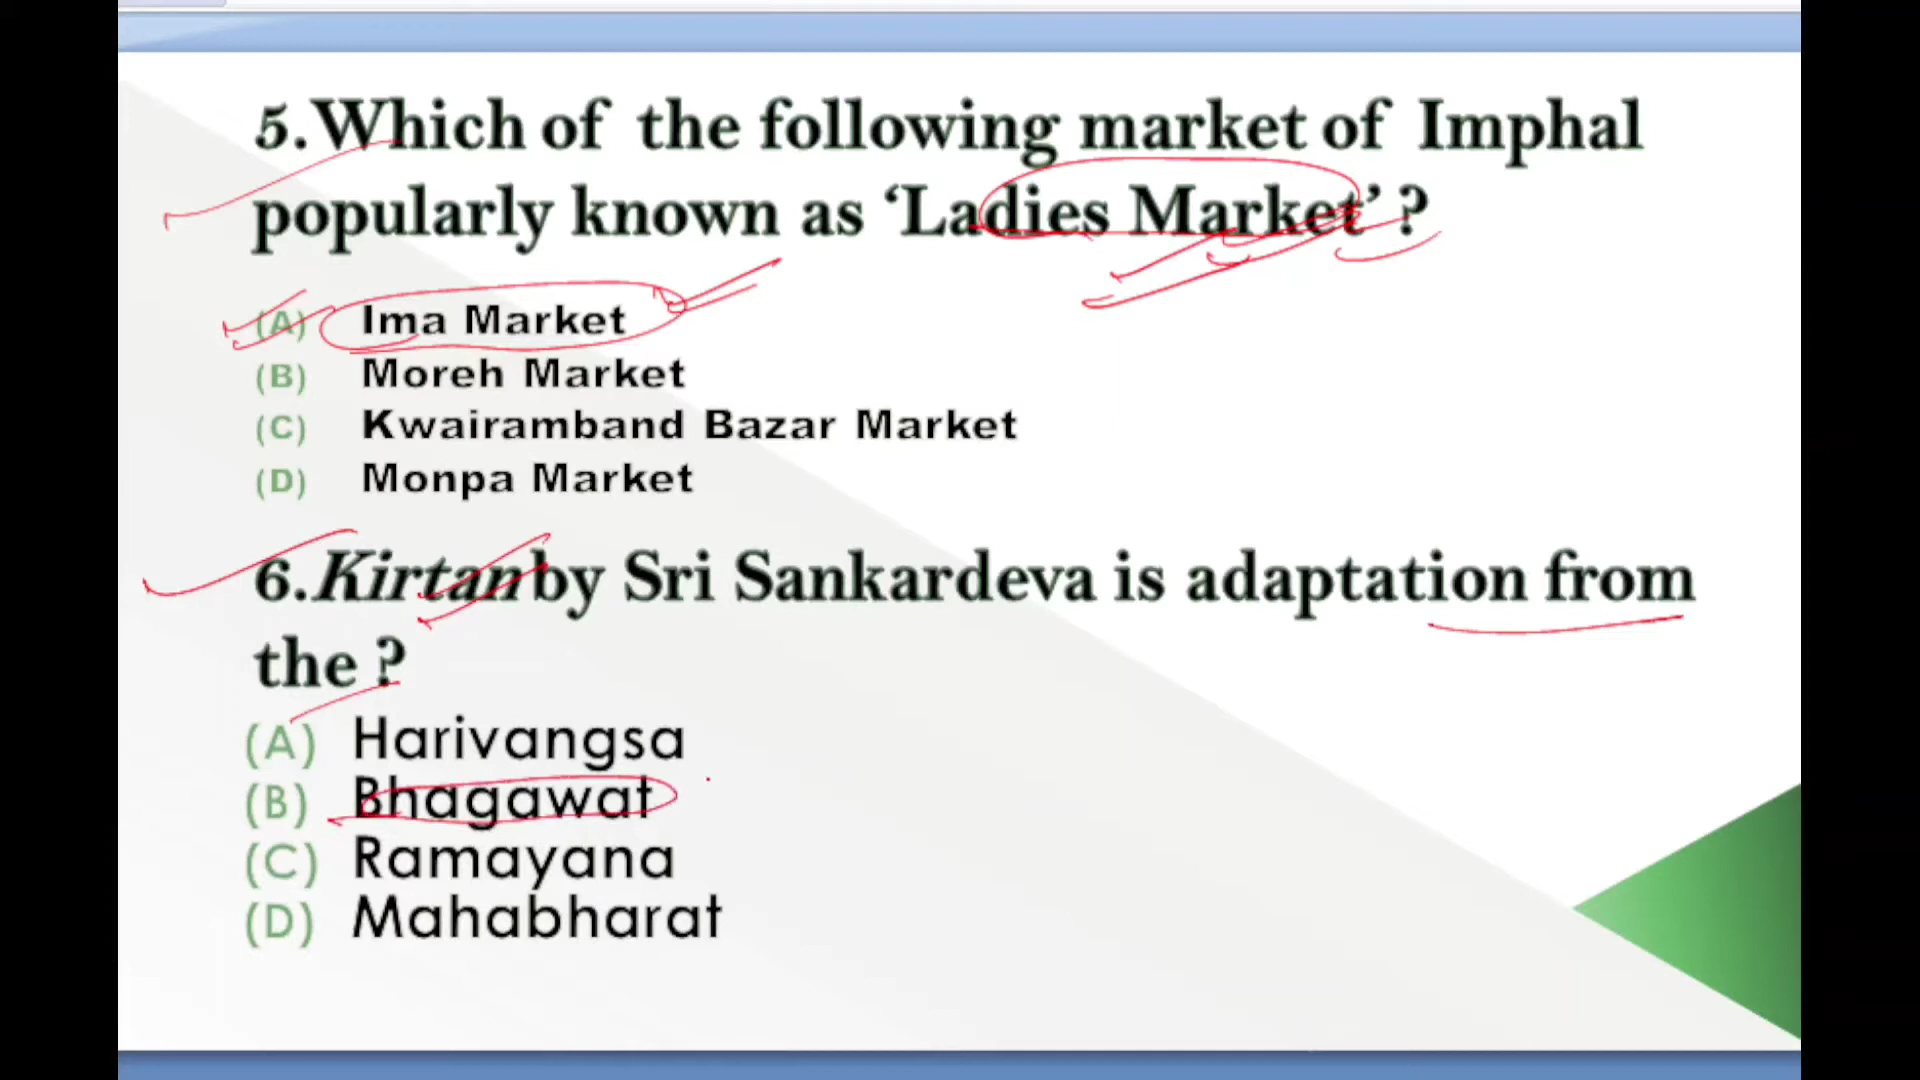 5.Which of the following market of Imphal
popularly known as ‘Ladies Market’ ?
(A) Ima Market
(B) Moreh Market
(C) Kwairamband Bazar Market
(D) Monpa Market
6.Kirtan by Sri Sankardeva is adaptation from
the ?
(A) Harivangsa
(B) Bhagawat
(C) Ramayana
(D) Mahabharat